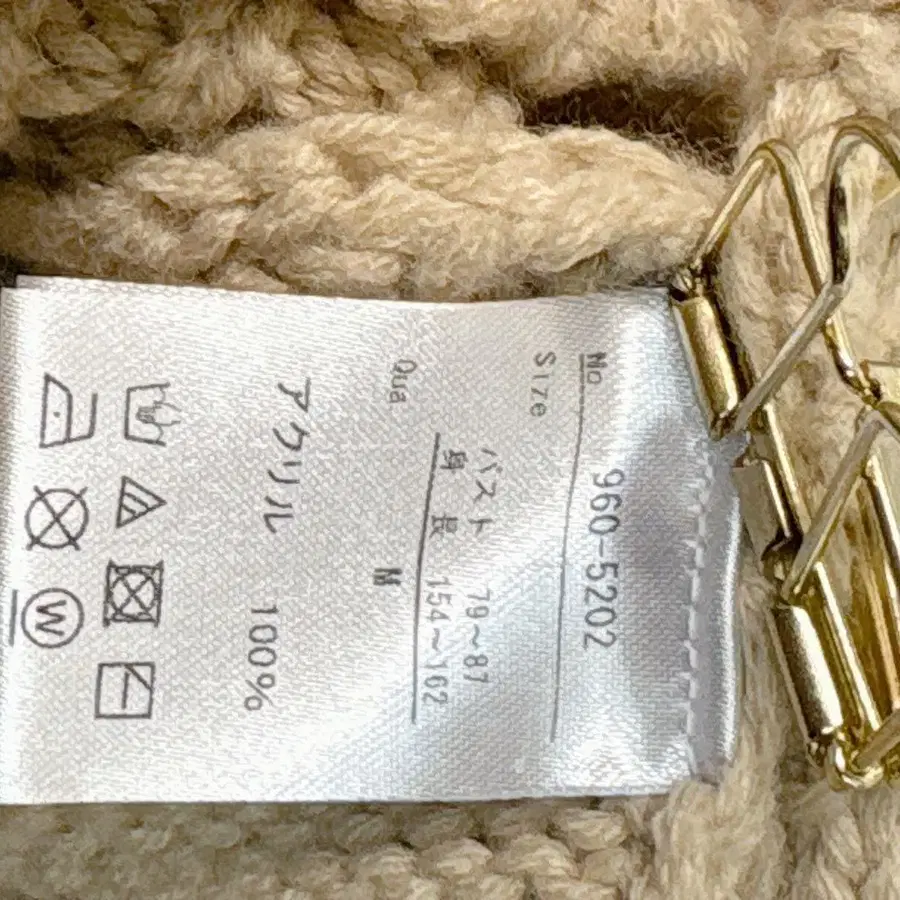 No 960-5202
Size
バスト 79~87
身長 154~162
M
Qua
アクリル 100%
W